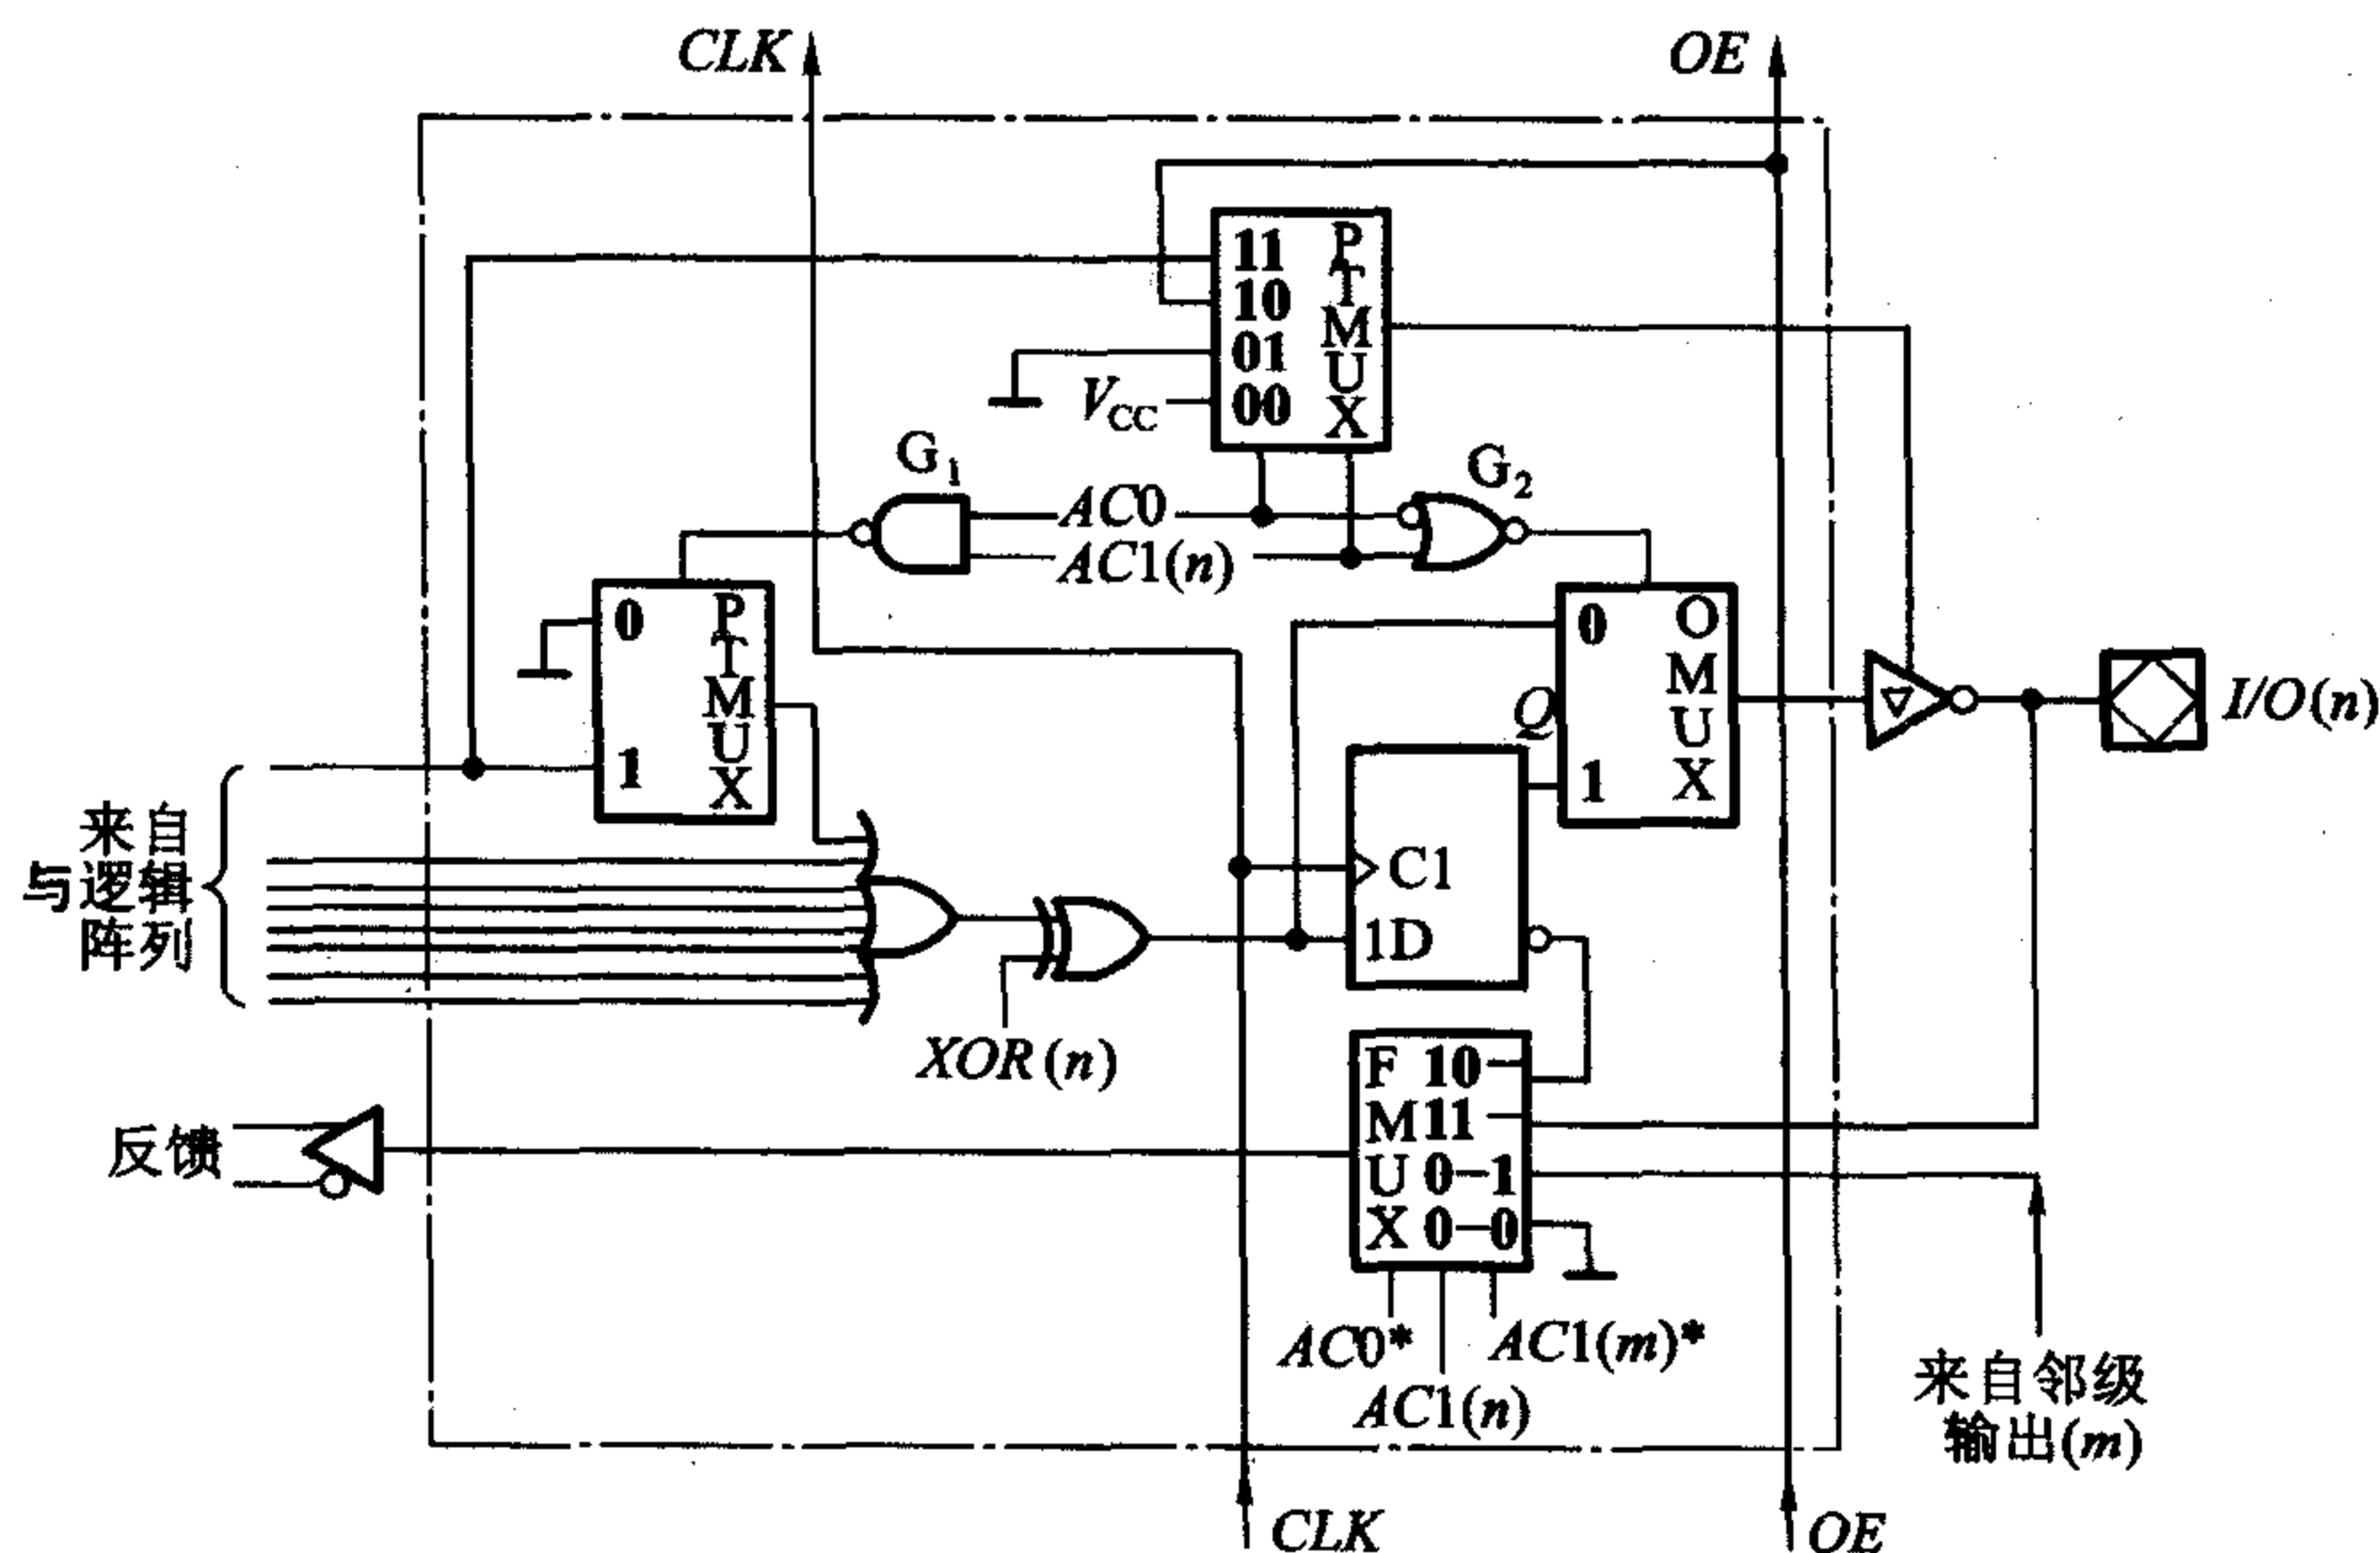 CLK
OE
11
10
01
00
PTMUX
V_CC
G₁
G₂
AC0
AC1(n)
0
1
PTMUX
0
1
OMUX
Q
I/O(n)
来自
与逻辑
阵列
C1
1D
XOR(n)
FMUX
10
11
0-1
0-0
反馈
AC0*
AC1(m)*
AC1(n)
来自邻级
输出(m)
CLK
OE